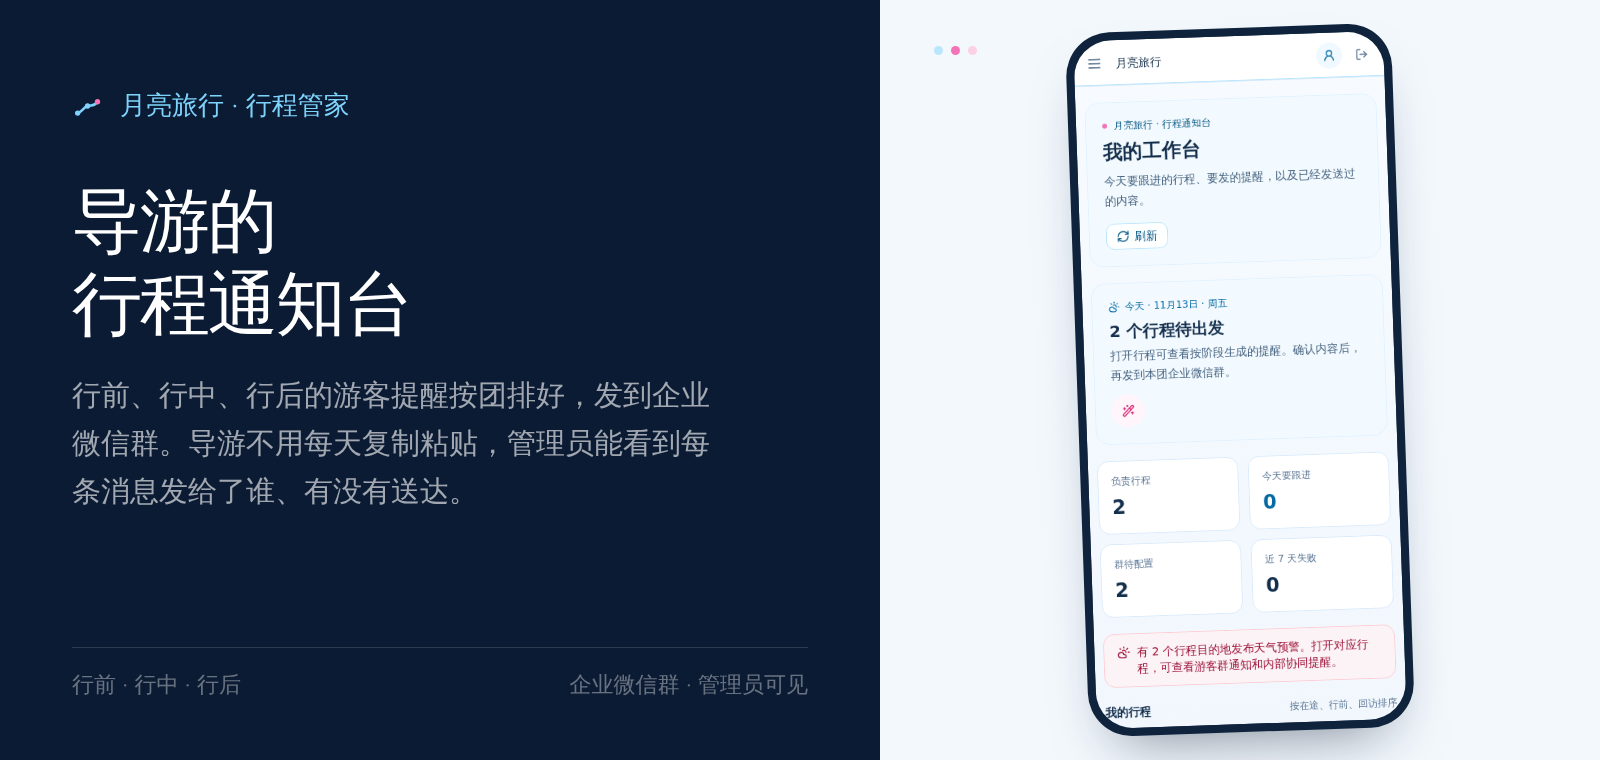 月亮旅行 · 行程管家
导游的
行程通知台
行前、行中、行后的游客提醒按团排好，发到企业
微信群。导游不用每天复制粘贴，管理员能看到每
条消息发给了谁、有没有送达。
行前 · 行中 · 行后
企业微信群 · 管理员可见
月亮旅行
月亮旅行 · 行程通知台
我的工作台
今天要跟进的行程、要发的提醒，以及已经发送过
的内容。
刷新
今天 · 11月13日 · 周五
2 个行程待出发
打开行程可查看按阶段生成的提醒。确认内容后，
再发到本团企业微信群。
负责行程
2
今天要跟进
0
群待配置
2
近 7 天失败
0
有 2 个行程目的地发布天气预警。打开对应行
程，可查看游客群通知和内部协同提醒。
我的行程
按在途、行前、回访排序